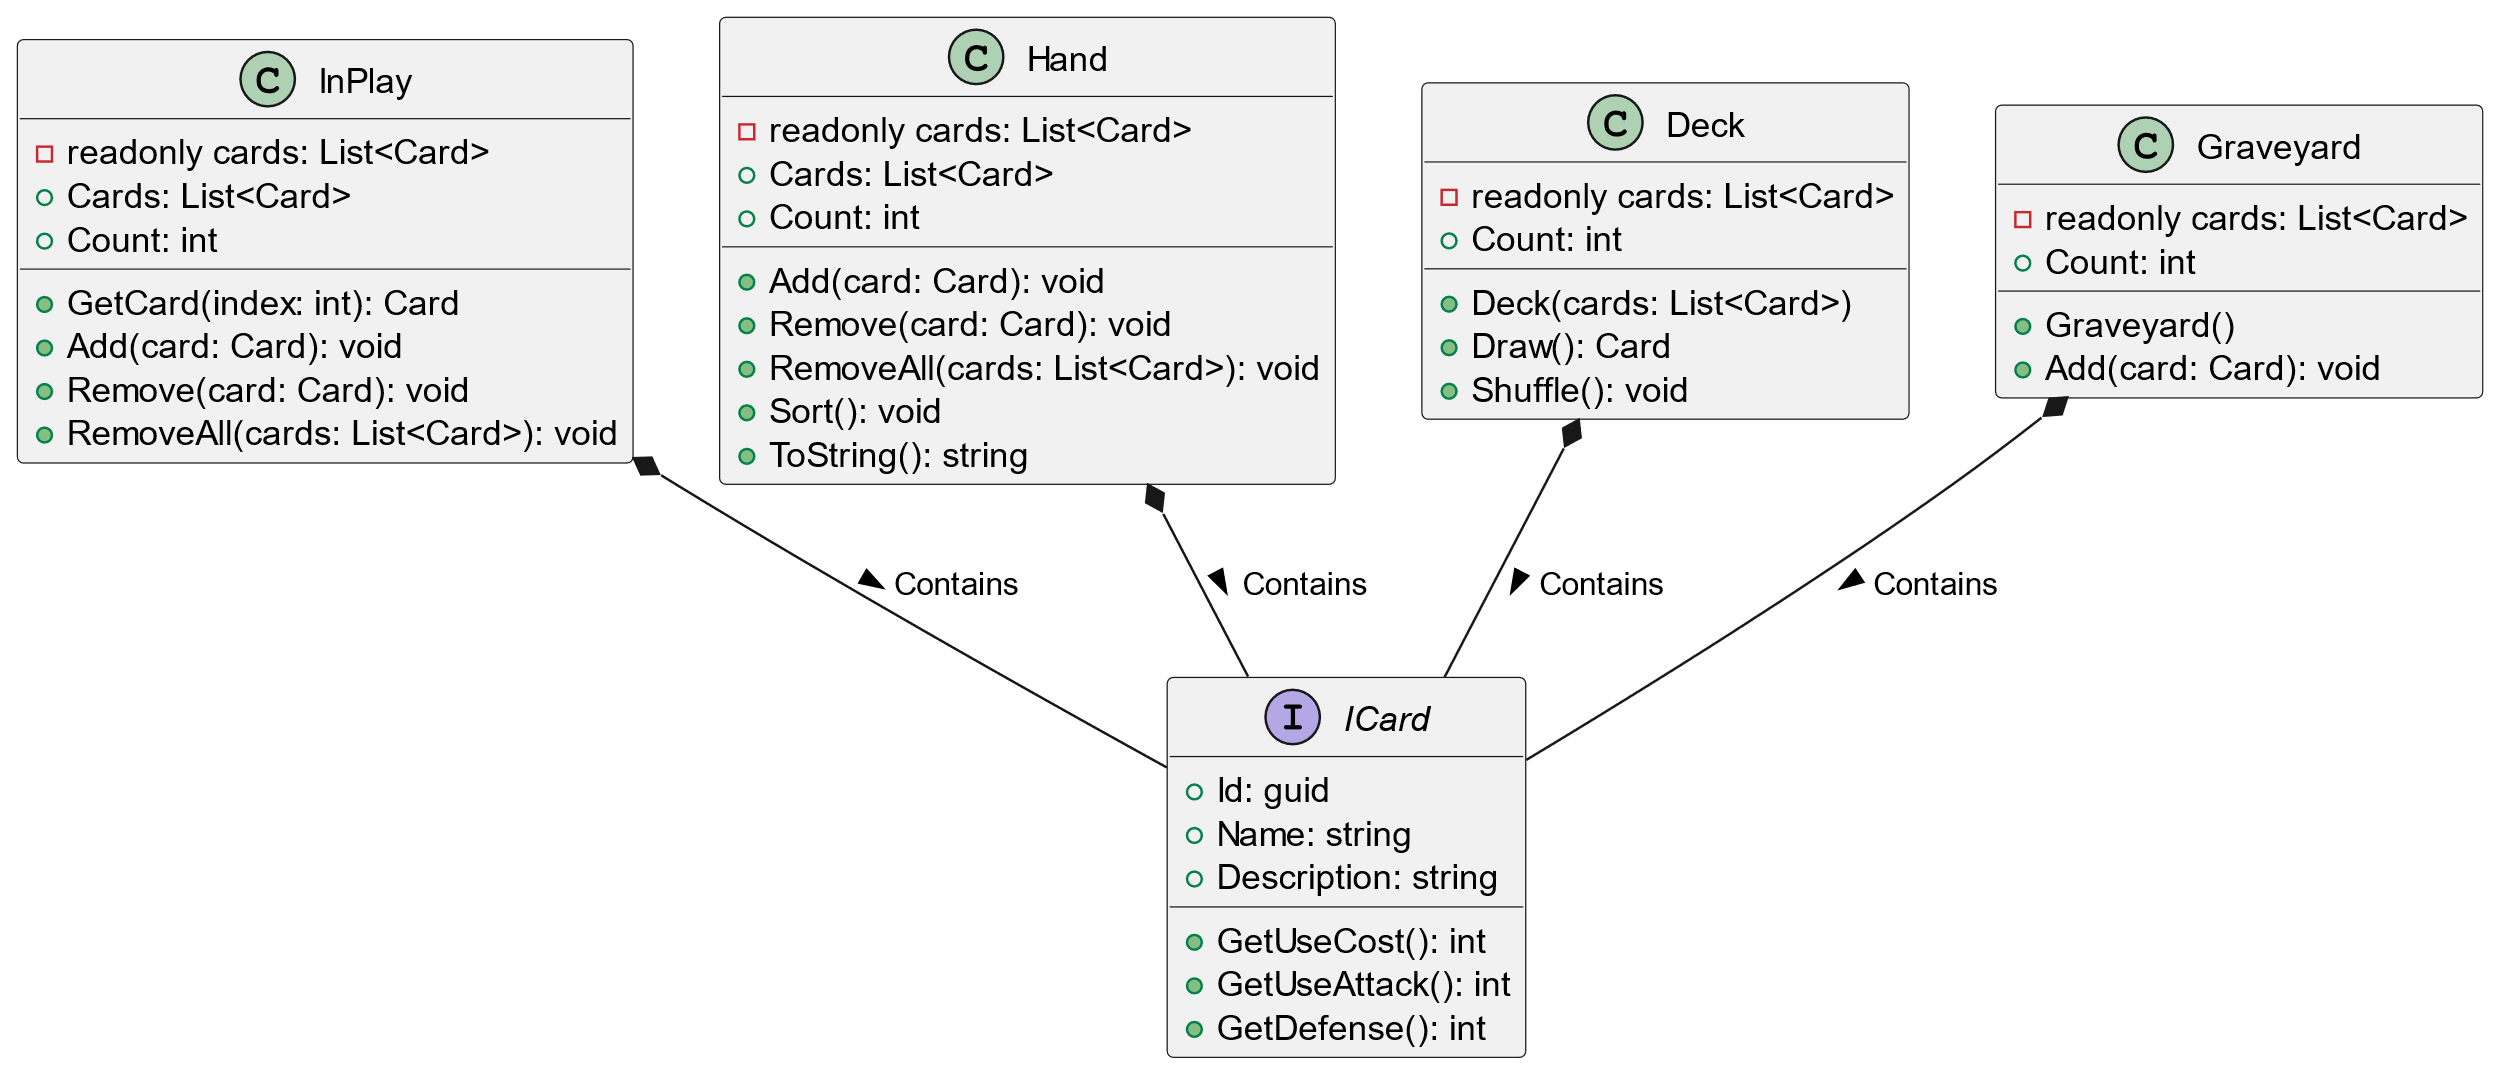 C InPlay
readonly cards: List<Card>
Cards: List<Card>
Count: int
GetCard(index: int): Card
Add(card: Card): void
Remove(card: Card): void
RemoveAll(cards: List<Card>): void
C Hand
readonly cards: List<Card>
Cards: List<Card>
Count: int
Add(card: Card): void
Remove(card: Card): void
RemoveAll(cards: List<Card>): void
Sort(): void
ToString(): string
C Deck
readonly cards: List<Card>
Count: int
Deck(cards: List<Card>)
Draw(): Card
Shuffle(): void
C Graveyard
readonly cards: List<Card>
Count: int
Graveyard()
Add(card: Card): void
Contains
Contains
Contains
Contains
I ICard
Id: guid
Name: string
Description: string
GetUseCost(): int
GetUseAttack(): int
GetDefense(): int